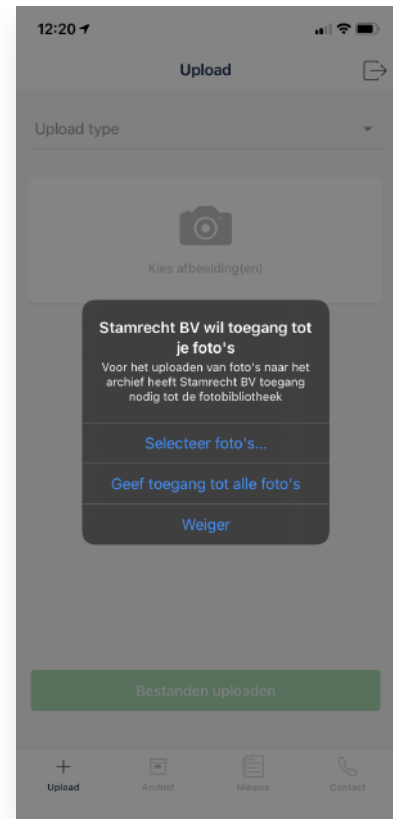 12:20
Upload
Upload type
Kies afbeelding(en)
Stamrecht BV wil toegang tot
je foto's
Voor het uploaden van foto's naar het
archief heeft Stamrecht BV toegang
nodig tot de fotobibliotheek
Selecteer foto's...
Geef toegang tot alle foto's
Weiger
Bestanden uploaden
Upload Archief Nieuws Contact